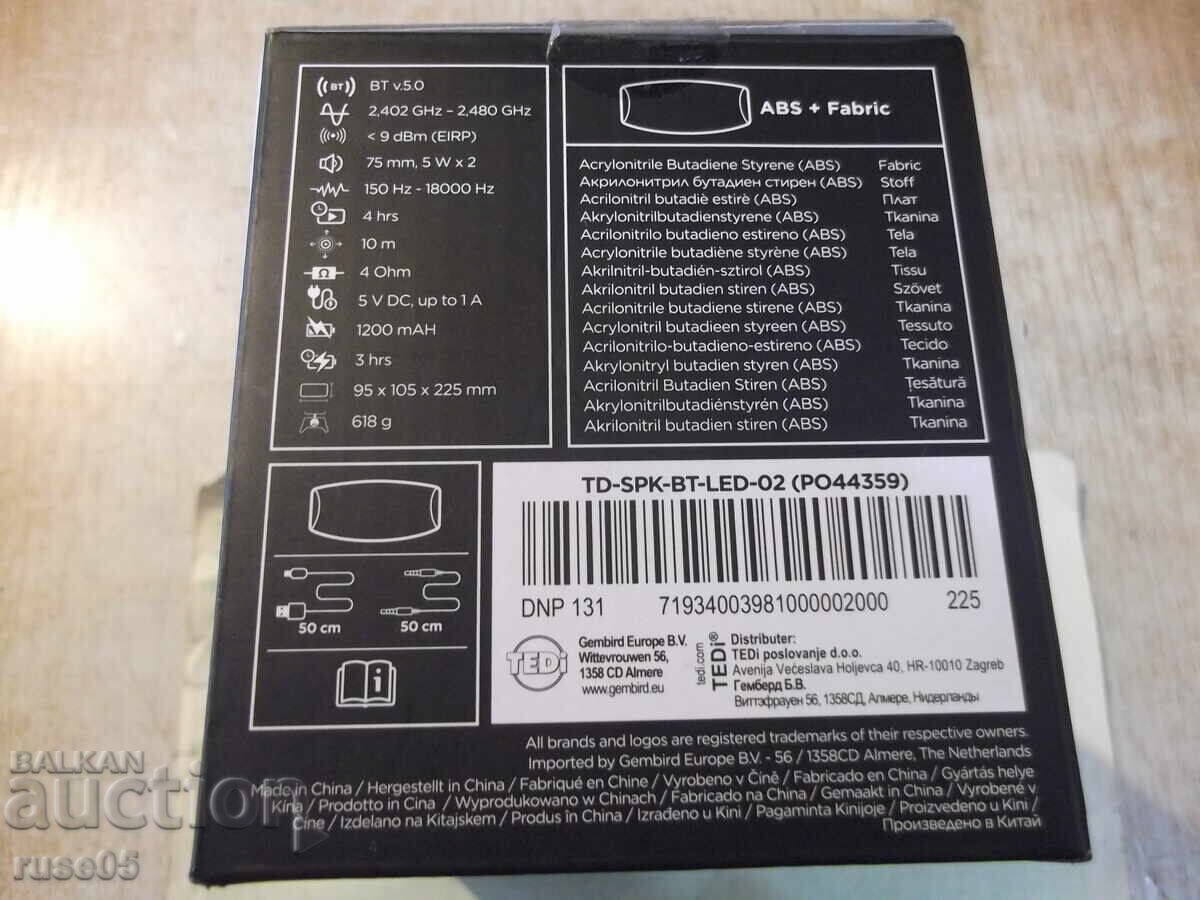 BT
BT v.5.0
2,402 GHz – 2,480 GHz
< 9 dBm (EIRP)
75 mm, 5 W x 2
150 Hz - 18000 Hz
4 hrs
10 m
Ω
4 Ohm
5 V DC, up to 1 A
1200 mAH
3 hrs
95 x 105 x 225 mm
618 g
ABS + Fabric
Acrylonitrile Butadiene Styrene (ABS) Fabric
Акрилонитрил бутадиен стирен (ABS) Stoff
Acrilonitril butadiè estirè (ABS) Плат
Akrylonitrilbutadienstyrene (ABS) Tkanina
Acrilonitrilo butadieno estireno (ABS) Tela
Acrylonitrile butadiène styrène (ABS) Tela
Akrilnitril-butadién-sztirol (ABS) Tissu
Akrilonitril butadien stiren (ABS) Szövet
Acrilonitrile butadiene stirene (ABS) Tkanina
Acrylonitril butadieen styreen (ABS) Tessuto
Acrilonitrilo-butadieno-estireno (ABS) Tecido
Akrylonitryl butadien styren (ABS) Tkanina
Acrilonitril Butadien Stiren (ABS) Țesătură
Akrylonitrilbutadiénstyrén (ABS) Tkanina
Akrilonitril butadien stiren (ABS) Tkanina
50 cm
50 cm
i
TD-SPK-BT-LED-02 (PO44359)
DNP 131 71934003981000002000 225
TEDi
Gembird Europe B.V.
Wittevrouwen 56,
1358 CD Almere
www.gembird.eu
tedi.com
TEDi®
Distributer:
TEDi poslovanje d.o.o.
Avenija Većeslava Holjevca 40, HR-10010 Zagreb
Гемберд Б.В.
Виттэфрауен 56, 1358СД, Алмере, Нидерланды
All brands and logos are registered trademarks of their respective owners.
Imported by Gembird Europe B.V. - 56 / 1358CD Almere, The Netherlands
Made in China / Hergestellt in China / Fabriqué en Chine / Vyrobeno v Číně / Fabricado en China / Gyártás helye
Kína / Prodotto in Cina / Wyprodukowano w Chinach / Fabricado na China / Gemaakt in China / Vyrobené v
Číne / Izdelano na Kitajskem / Produs în China / Izrađeno u Kini / Pagaminta Kinijoje / Proizvedeno u Kini /
Произведено в Китай
BALKAN
auction
ruse05